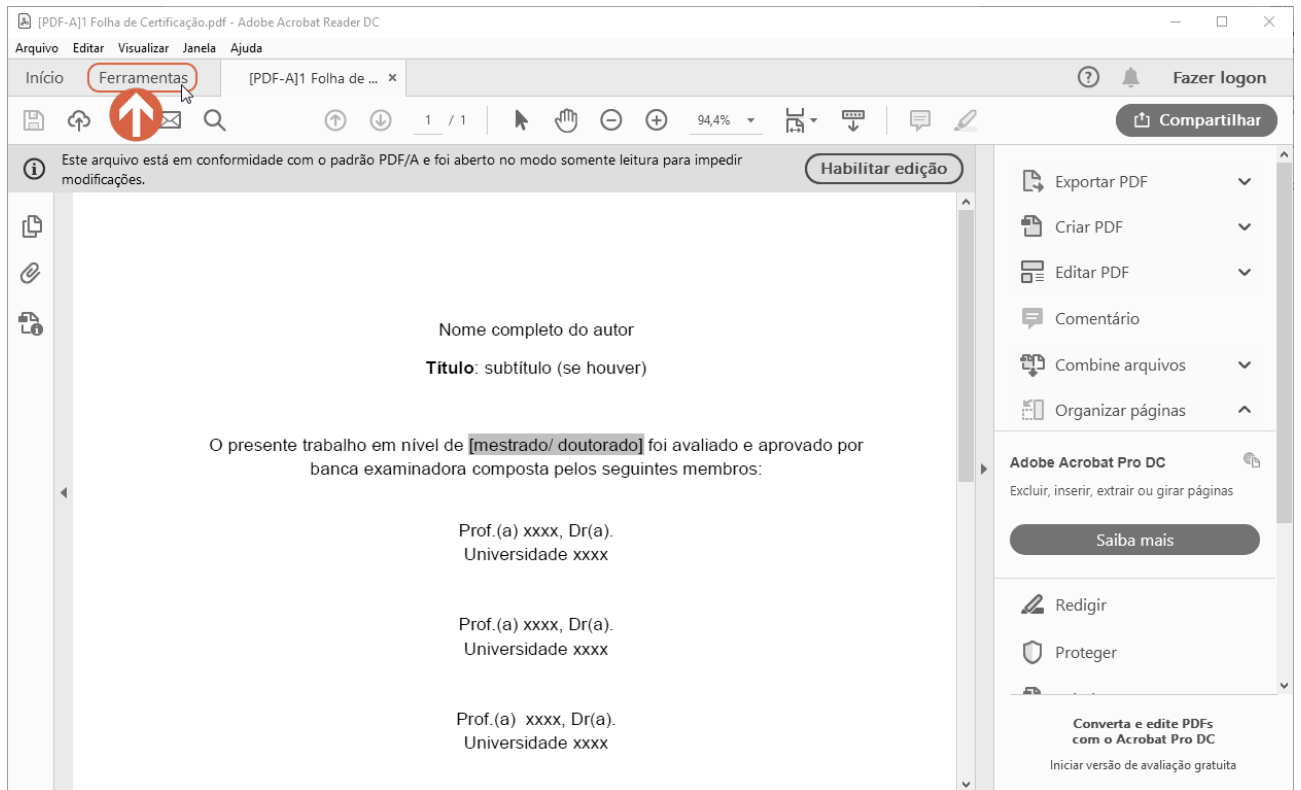 [PDF-A]1 Folha de Certificação.pdf - Adobe Acrobat Reader DC
Arquivo Editar Visualizar Janela Ajuda
Início Ferramentas [PDF-A]1 Folha de ... × ? Fazer logon
1 / 1 94,4% Compartilhar
Este arquivo está em conformidade com o padrão PDF/A e foi aberto no modo somente leitura para impedir
modificações.
Habilitar edição
Nome completo do autor
Título: subtítulo (se houver)
O presente trabalho em nível de [mestrado/ doutorado] foi avaliado e aprovado por
banca examinadora composta pelos seguintes membros:
Prof.(a) xxxx, Dr(a).
Universidade xxxx
Prof.(a) xxxx, Dr(a).
Universidade xxxx
Prof.(a) xxxx, Dr(a).
Universidade xxxx
Exportar PDF
Criar PDF
Editar PDF
Comentário
Combine arquivos
Organizar páginas
Adobe Acrobat Pro DC
Excluir, inserir, extrair ou girar páginas
Saiba mais
Redigir
Proteger
Converta e edite PDFs
com o Acrobat Pro DC
Iniciar versão de avaliação gratuita